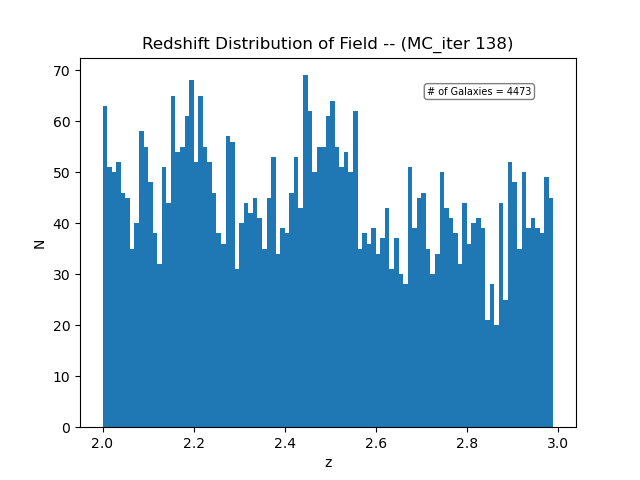 Redshift Distribution of Field -- (MC_iter 138)
# of Galaxies = 4473
N
70
60
50
40
30
20
10
0
2.0 2.2 2.4 2.6 2.8 3.0
z